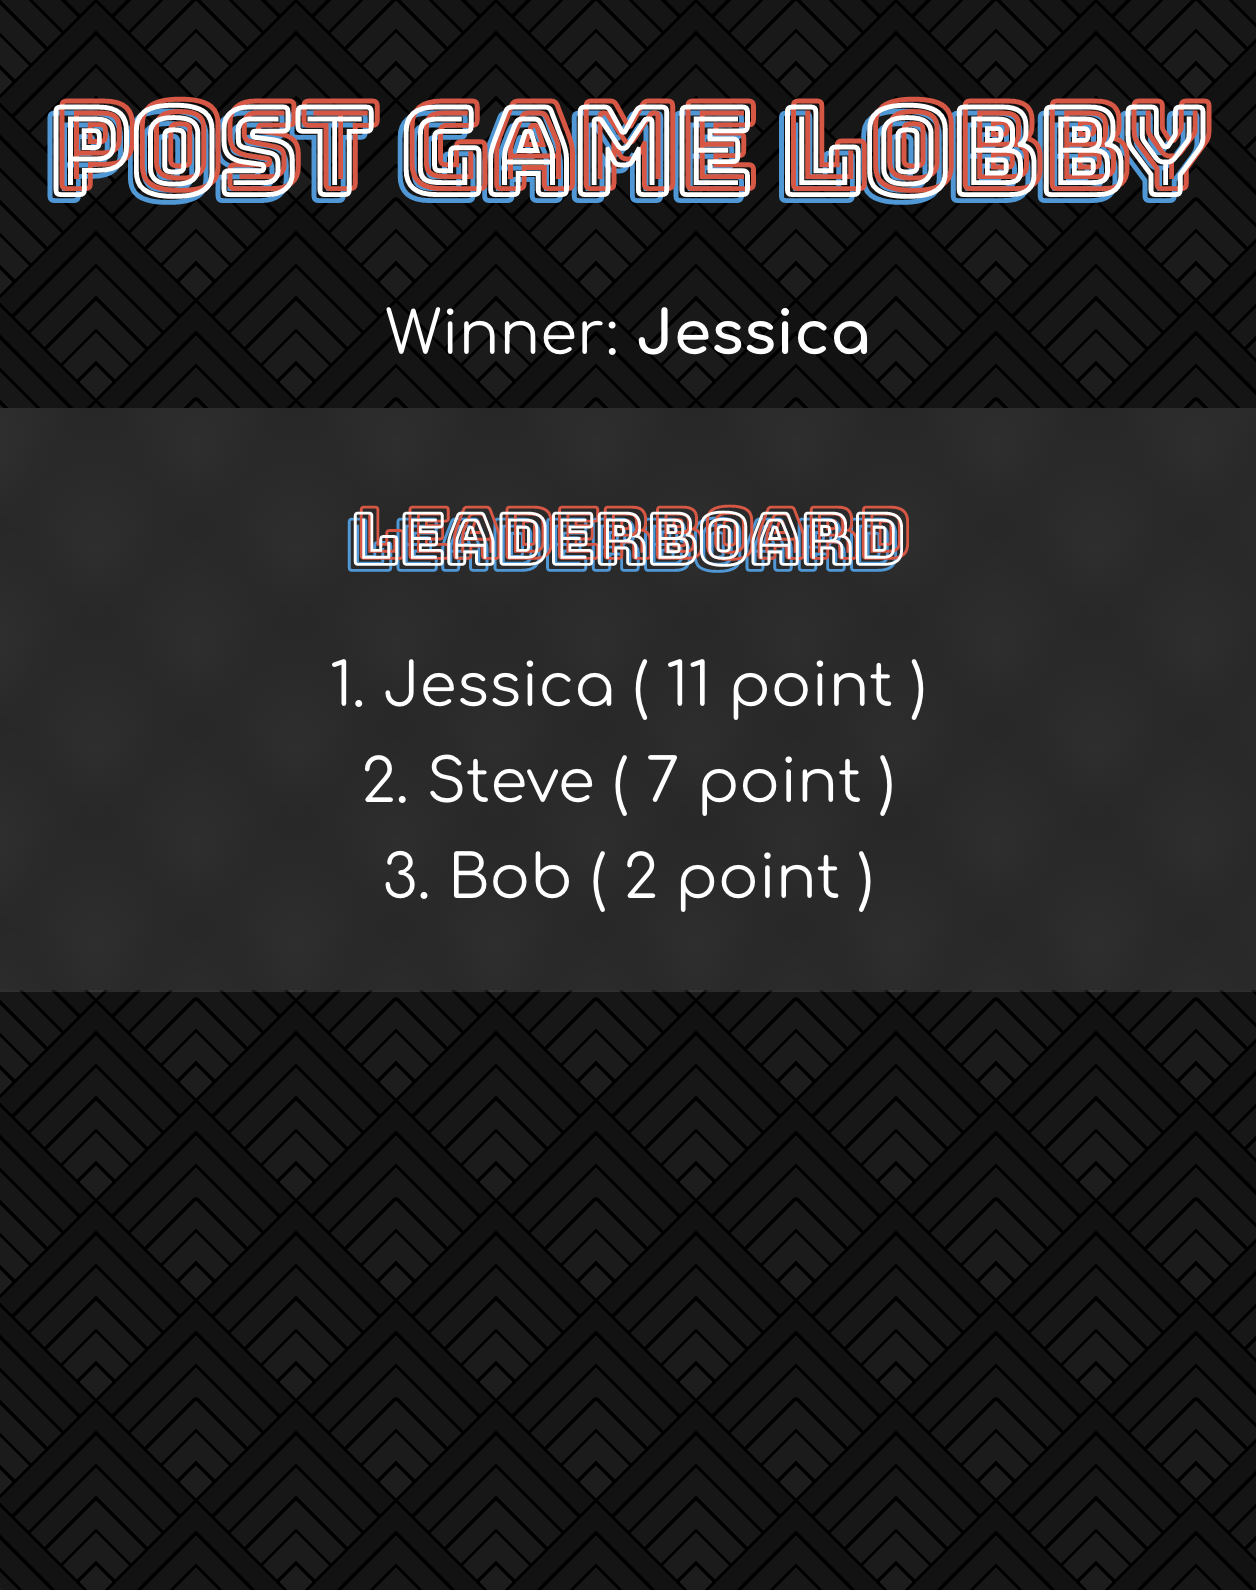 POST GAME LOBBY
Winner: Jessica
LEADERBOARD
1. Jessica ( 11 point )
2. Steve ( 7 point )
3. Bob ( 2 point )